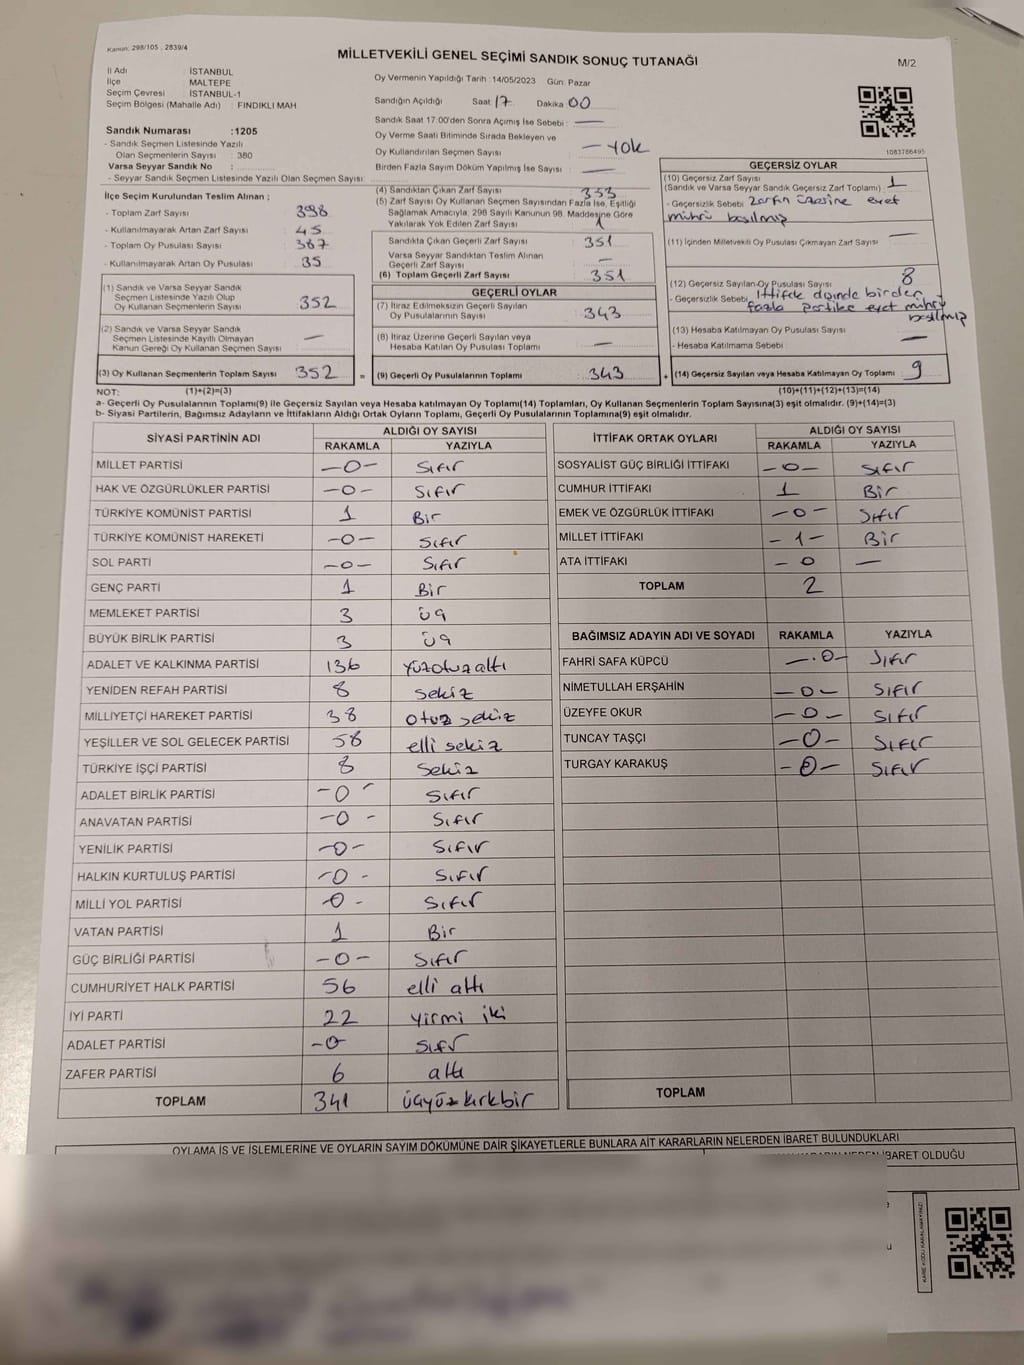 Kanun: 298/105 ; 2839/4
MİLLETVEKİLİ GENEL SEÇİMİ SANDIK SONUÇ TUTANAĞI
M/2
İl Adı : İSTANBUL
İlçe : MALTEPE
Seçim Çevresi : İSTANBUL-1
Seçim Bölgesi (Mahalle Adı) : FINDIKLI MAH
Sandık Numarası :1205
- Sandık Seçmen Listesinde Yazılı
Olan Seçmenlerin Sayısı : 380
Varsa Seyyar Sandık No :
- Seyyar Sandık Seçmen Listesinde Yazılı Olan Seçmen Sayısı:
Oy Vermenin Yapıldığı Tarih : 14/05/2023 Gün: Pazar
Sandığın Açıldığı Saat 17 Dakika 00
Sandık Saat 17:00'den Sonra Açımış İse Sebebi : —
Oy Verme Saati Bitiminde Sırada Bekleyen ve
Oy Kullandırılan Seçmen Sayısı — yok
Birden Fazla Sayım Döküm Yapılmış İse Sayısı : —
1083786495
İlçe Seçim Kurulundan Teslim Alınan ;
- Toplam Zarf Sayısı 398
- Kullanılmayarak Artan Zarf Sayısı : 45
- Toplam Oy Pusulası Sayısı : 387
- Kullanılmayarak Artan Oy Pusulası : 35
(1) Sandık ve Varsa Seyyar Sandık
Seçmen Listesinde Yazılı Olup
Oy Kullanan Seçmenlerin Sayısı : 352
(2) Sandık ve Varsa Seyyar Sandık
Seçmen Listesinde Kayıtlı Olmayan
Kanun Gereği Oy Kullanan Seçmen Sayısı : —
(3) Oy Kullanan Seçmenlerin Toplam Sayısı : 352 =
(4) Sandıktan Çıkan Zarf Sayısı : 353
(5) Zarf Sayısı Oy Kullanan Seçmen Sayısından Fazla İse, Eşitliği
Sağlamak Amacıyla; 298 Sayılı Kanunun 98. Maddesine Göre
Yakılarak Yok Edilen Zarf Sayısı : 1
Sandıkta Çıkan Geçerli Zarf Sayısı : 351
Varsa Seyyar Sandıktan Teslim Alınan
Geçerli Zarf Sayısı —
(6) Toplam Geçerli Zarf Sayısı : 351
GEÇERLİ OYLAR
(7) İtiraz Edilmeksizin Geçerli Sayılan
Oy Pusulalarının Sayısı : 343
(8) İtiraz Üzerine Geçerli Sayılan veya
Hesaba Katılan Oy Pusulası Toplamı : —
(9) Geçerli Oy Pusulalarının Toplamı : 343 +
GEÇERSİZ OYLAR
(10) Geçersiz Zarf Sayısı
(Sandık ve Varsa Seyyar Sandık Geçersiz Zarf Toplamı) : 1
- Geçersizlik Sebebi : Zarfın üzerine evet
mührü basılmış
(11) İçinden Milletvekili Oy Pusulası Çıkmayan Zarf Sayısı : —
(12) Geçersiz Sayılan Oy Pusulası Sayısı : 8
- Geçersizlik Sebebi: İttifak dışında birden
fazla partiye evet mührü
basılmış
(13) Hesaba Katılmayan Oy Pusulası Sayısı : —
- Hesaba Katılmama Sebebi :
(14) Geçersiz Sayılan veya Hesaba Katılmayan Oy Toplamı : 9
NOT: (1)+(2)=(3) (10)+(11)+(12)+(13)=(14)
a- Geçerli Oy Pusulalarının Toplamı(9) ile Geçersiz Sayılan veya Hesaba katılmayan Oy Toplamı(14) Toplamları, Oy Kullanan Seçmenlerin Toplam Sayısına(3) eşit olmalıdır. (9)+(14)=(3)
b- Siyasi Partilerin, Bağımsız Adayların ve İttifakların Aldığı Ortak Oyların Toplamı, Geçerli Oy Pusulalarının Toplamına(9) eşit olmalıdır.
SİYASİ PARTİNİN ADI ALDIĞI OY SAYISI
RAKAMLA YAZIYLA
MİLLET PARTİSİ —0— Sıfır
HAK VE ÖZGÜRLÜKLER PARTİSİ —0— Sıfır
TÜRKİYE KOMÜNİST PARTİSİ 1 Bir
TÜRKİYE KOMÜNİST HAREKETİ —0— Sıfır
SOL PARTİ —0— Sıfır
GENÇ PARTİ 1 Bir
MEMLEKET PARTİSİ 3 üç
BÜYÜK BİRLİK PARTİSİ 3 üç
ADALET VE KALKINMA PARTİSİ 136 yüzotuzaltı
YENİDEN REFAH PARTİSİ 8 sekiz
MİLLİYETÇİ HAREKET PARTİSİ 38 otuz sekiz
YEŞİLLER VE SOL GELECEK PARTİSİ 58 elli sekiz
TÜRKİYE İŞÇİ PARTİSİ 8 Sekiz
ADALET BİRLİK PARTİSİ —0— Sıfır
ANAVATAN PARTİSİ —0— Sıfır
YENİLİK PARTİSİ —0— Sıfır
HALKIN KURTULUŞ PARTİSİ —0— Sıfır
MİLLİ YOL PARTİSİ —0— Sıfır
VATAN PARTİSİ 1 Bir
GÜÇ BİRLİĞİ PARTİSİ —0— Sıfır
CUMHURİYET HALK PARTİSİ 56 elli altı
İYİ PARTİ 22 yirmi iki
ADALET PARTİSİ —0— Sıfır
ZAFER PARTİSİ 6 altı
TOPLAM 341 üçyüzkırkbir
İTTİFAK ORTAK OYLARI ALDIĞI OY SAYISI
RAKAMLA YAZIYLA
SOSYALİST GÜÇ BİRLİĞİ İTTİFAKI —0— Sıfır
CUMHUR İTTİFAKI 1 Bir
EMEK VE ÖZGÜRLÜK İTTİFAKI —0— Sıfır
MİLLET İTTİFAKI —1— Bir
ATA İTTİFAKI — 0 —
TOPLAM 2
BAĞIMSIZ ADAYIN ADI VE SOYADI RAKAMLA YAZIYLA
FAHRİ SAFA KÜPCÜ —0— Sıfır
NİMETULLAH ERŞAHİN —0— Sıfır
ÜZEYFE OKUR —0— Sıfır
TUNCAY TAŞÇI —0— Sıfır
TURGAY KARAKUŞ —0— Sıfır
TOPLAM
OYLAMA İŞ VE İŞLEMLERİNE VE OYLARIN SAYIM DÖKÜMÜNE DAİR ŞİKAYETLERLE BUNLARA AİT KARARLARIN NELERDEN İBARET BULUNDUKLARI
İBARET OLDUĞU
KARE KODU KARALAMAYINIZ!